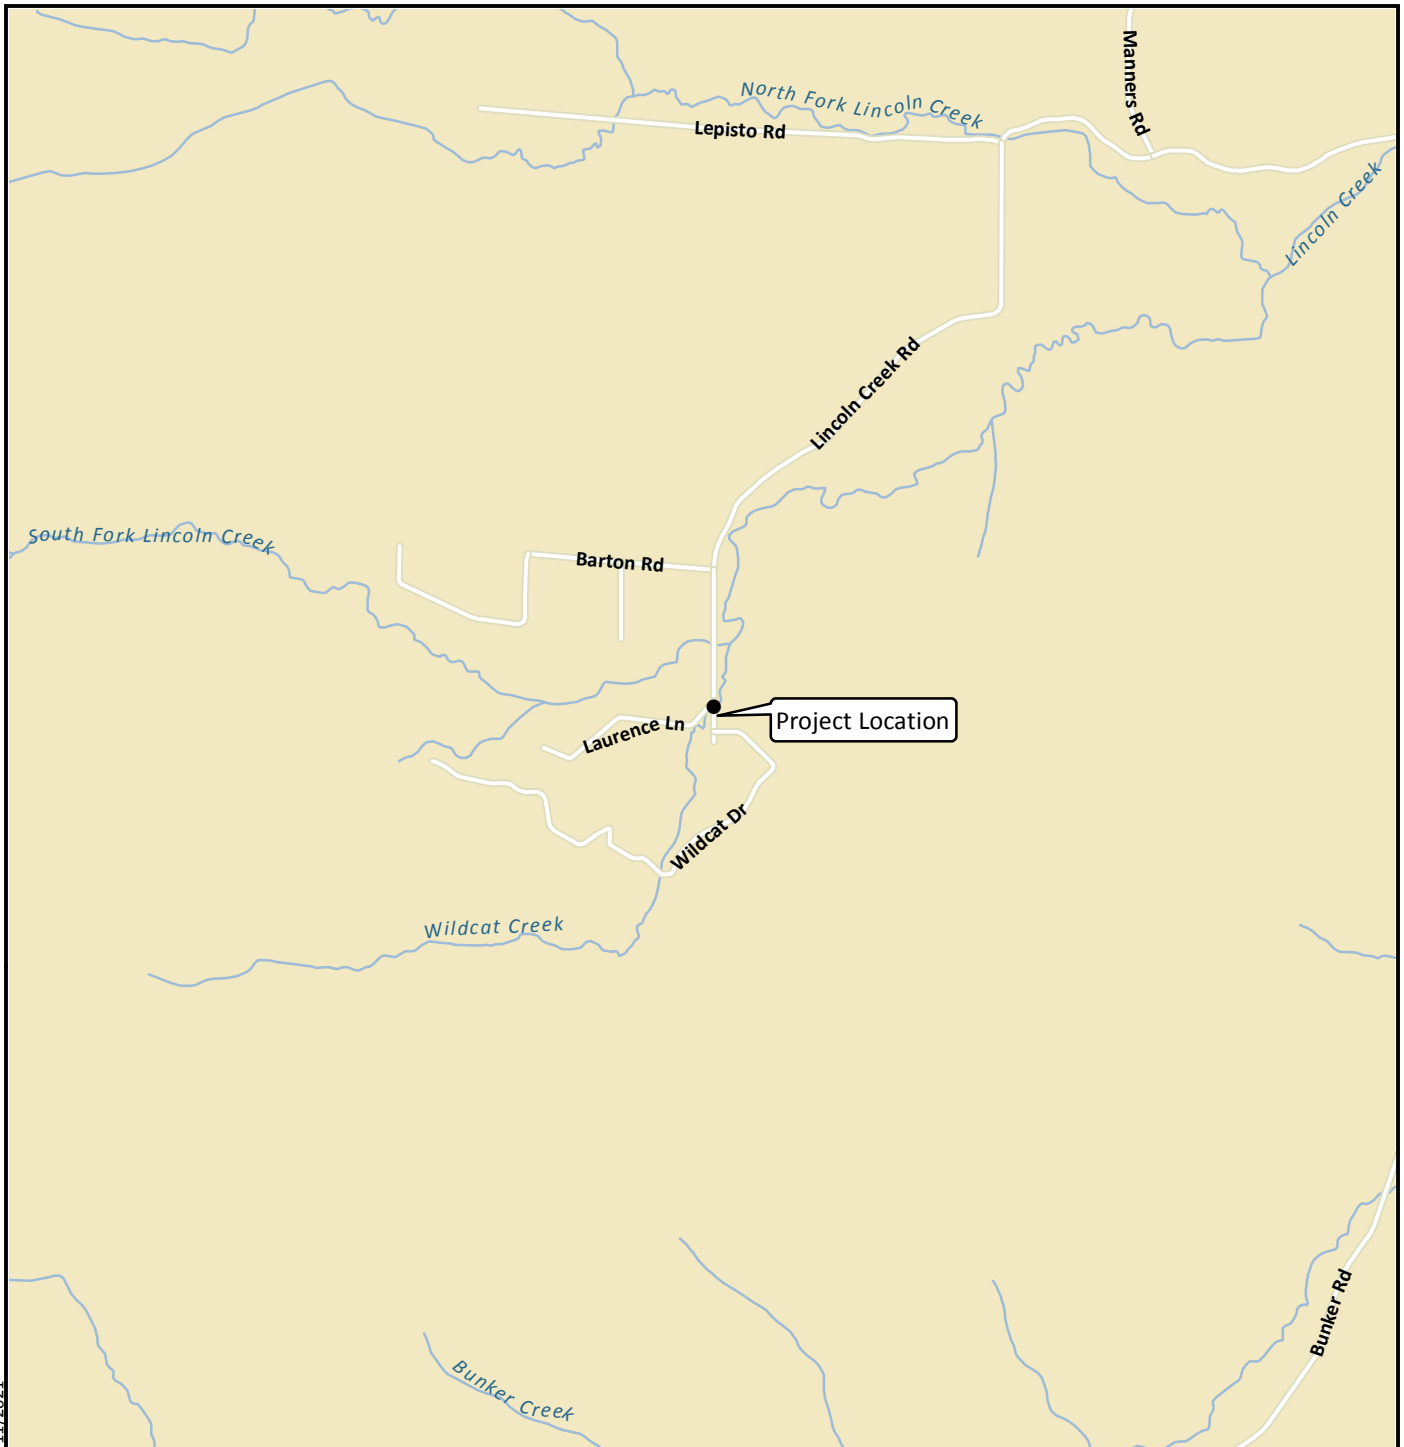 Manners Rd
North Fork Lincoln Creek
Lepisto Rd
Lincoln Creek
Lincoln Creek Rd
South Fork Lincoln Creek
Barton Rd
Project Location
Laurence Ln
Wildcat Dr
Wildcat Creek
Bunker Rd
Bunker Creek